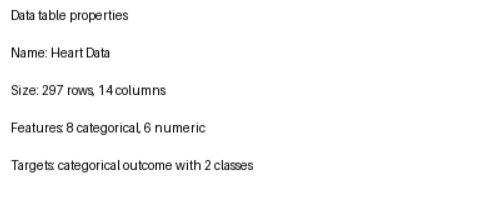 Data table properties
Name: Heart Data
Size: 297 rows, 14 columns
Features: 8 categorical, 6 numeric
Targets: categorical outcome with 2 classes